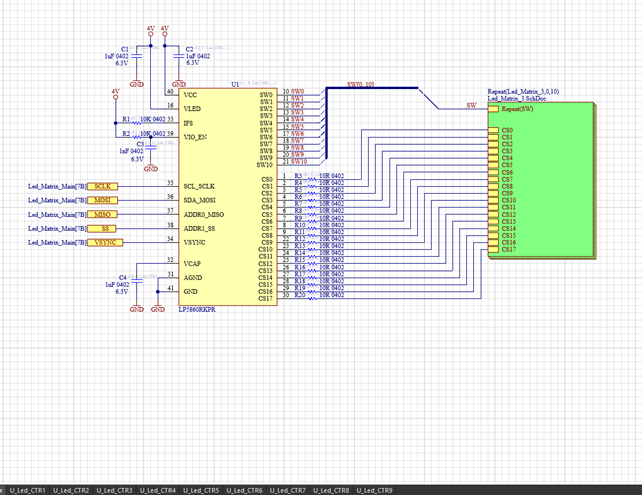 4V 4V
C1 C2
1uF 0402 1uF 0402
6.3V 6.3V
GND GND
4V
U1
40 VCC
16 VLED
R1 10K 0402 33 IFS
R2 10K 0402 39 VIO_EN
C3
1uF 0402
6.3V
GND
Led_Matrix_Main[7B] SCLK 35 SCL_SCLK
Led_Matrix_Main[7B] MOSI 36 SDA_MOSI
Led_Matrix_Main[7B] MISO 37 ADDR0_MISO
Led_Matrix_Main[7B] SS 38 ADDR1_SS
Led_Matrix_Main[7B] VSYNC 34 VSYNC
32 VCAP
C4
1uF 0402
6.3V
31 AGND
41 GND
GND GND
LP5860RKPR
SW0 10 SW0
SW1 11 SW1
SW2 12 SW2
SW3 13 SW3
SW4 14 SW4
SW5 15 SW5
SW6 16 SW6
SW7 17 SW7
SW8 18 SW8
SW9 20 SW9
SW10 21 SW10
CS0 1 R3 10R 0402
CS1 2 R4 10R 0402
CS2 3 R5 10R 0402
CS3 4 R6 10R 0402
CS4 5 R7 10R 0402
CS5 6 R8 10R 0402
CS6 7 R9 10R 0402
CS7 8 R10 10R 0402
CS8 9 R11 10R 0402
CS9 22 R12 10R 0402
CS10 23 R13 10R 0402
CS11 24 R14 10R 0402
CS12 25 R15 10R 0402
CS13 26 R16 10R 0402
CS14 27 R17 10R 0402
CS15 28 R18 10R 0402
CS16 29 R19 10R 0402
CS17 30 R20 10R 0402
SW
Repeat(Led_Matrix_3,0,10)
Led_Matrix_3.SchDoc
Repeat(SW)
CS0
CS1
CS2
CS3
CS4
CS5
CS6
CS7
CS8
CS9
CS10
CS11
CS12
CS13
CS14
CS15
CS16
CS17
U_Led_CTR1 U_Led_CTR2 U_Led_CTR3 U_Led_CTR4 U_Led_CTR5 U_Led_CTR6 U_Led_CTR7 U_Led_CTR8 U_Led_CTR9